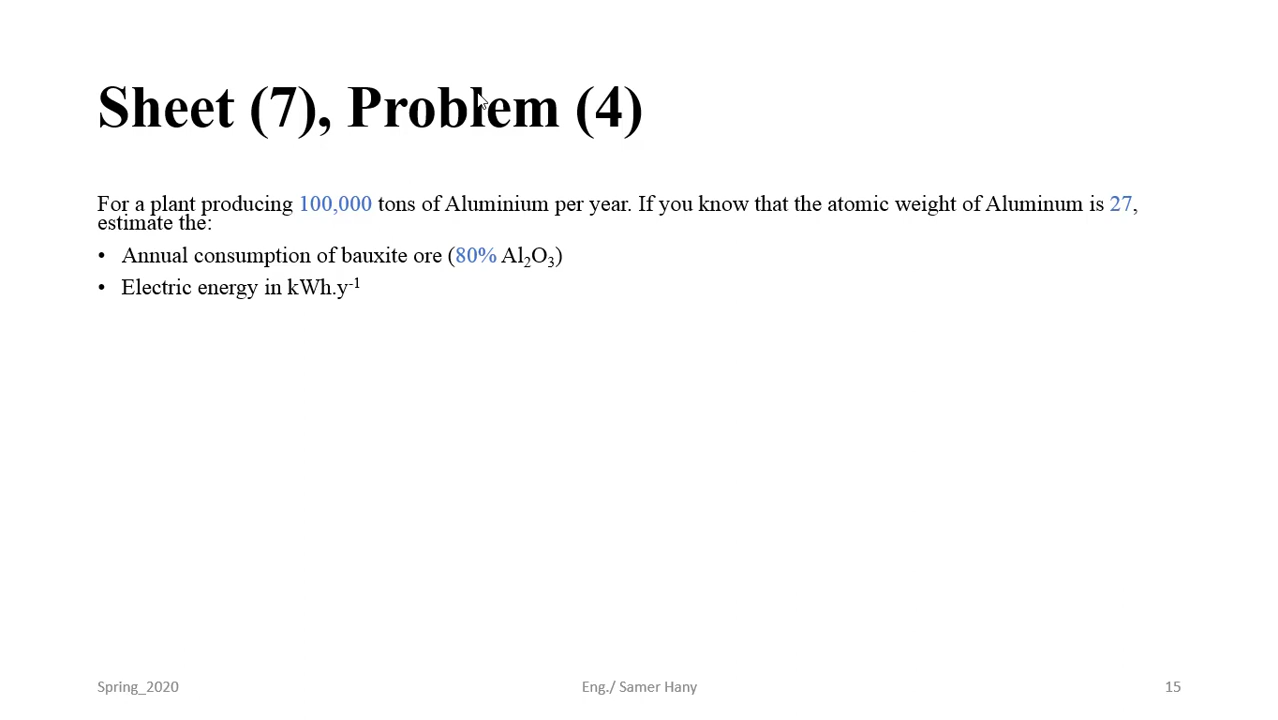 Sheet (7), Problem (4)
For a plant producing 100,000 tons of Aluminium per year. If you know that the atomic weight of Aluminum is 27,
estimate the:
• Annual consumption of bauxite ore (80% Al₂O₃)
• Electric energy in kWh.y⁻¹
Spring_2020
Eng./ Samer Hany
15